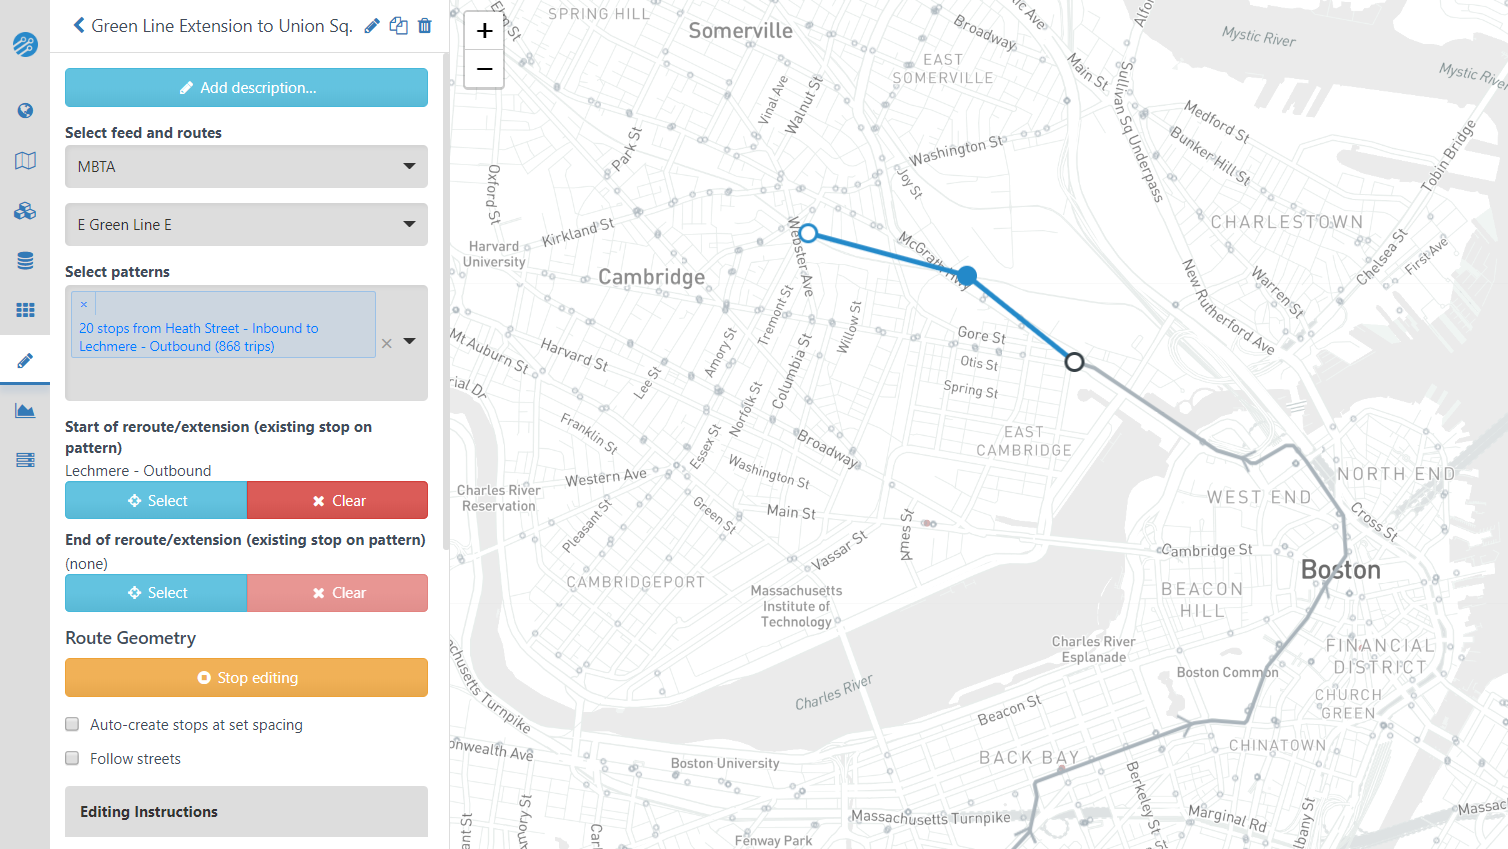 Green Line Extension to Union Sq.
Add description...
Select feed and routes
MBTA
E Green Line E
Select patterns
×
20 stops from Heath Street - Inbound to
Lechmere - Outbound (868 trips)
×
Start of reroute/extension (existing stop on
pattern)
Lechmere - Outbound
Select
Clear
End of reroute/extension (existing stop on pattern)
(none)
Select
Clear
Route Geometry
Stop editing
Auto-create stops at set spacing
Follow streets
Editing Instructions
+
−
Elm St
SPRING HILL
Somerville
Broadway
Mystic River
Mystic River
EAST
SOMERVILLE
Main St
Sullivan Sq Underpass
Vinal Ave
Walnut St
Medford St
Bunker Hill St
Tobin Bridge
Park St
Washington St
Joy St
Oxford St
CHARLESTOWN
Kirkland St
Harvard
University
Webster Ave
McGrath Hwy
Chelsea St
First Ave
Cambridge
Warren St
New Rutherford Ave
Tremont St
Willow St
Gore St
Otis St
Spring St
Mt Auburn St
Harvard St
Amory St
Columbia St
Lee St
Norfolk St
Franklin St
Essex St
Broadway
EAST
CAMBRIDGE
Washington St
Western Ave
Charles River
Reservation
Green St
Main St
Pleasant St
Ames St
Vassar St
NORTH END
WEST END
Cross St
Cambridge St
Boston
CAMBRIDGEPORT
Massachusetts
Institute of
Technology
BEACON
HILL
Charles River
Esplanade
FINANCIAL
DISTRICT
Boston Common
Charles River
CHURCH
GREEN
Beacon St
CHINATOWN
BACK BAY
Boston University
Berkeley St
Massachusetts Turnpike
Marginal Rd
Fenway Park